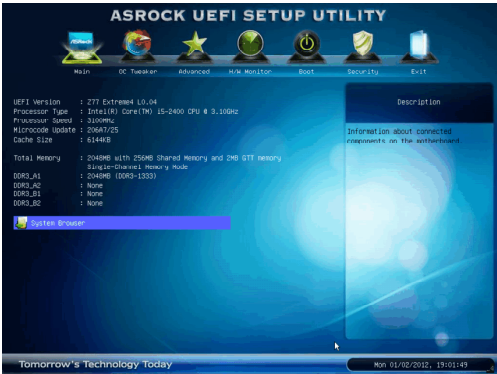 ASROCK UEFI SETUP UTILITY
ASRock
Main OC Tweaker Advanced H/W Monitor Boot Security Exit
UEFI Version : Z77 Extreme4 L0.04
Processor Type : Intel(R) Core(TM) i5-2400 CPU @ 3.10GHz
Processor Speed : 3100MHz
Microcode Update : 206A7/25
Cache Size : 6144KB
Total Memory : 2048MB with 256MB Shared Memory and 2MB GTT memory
Single-Channel Memory Mode
DDR3_A1 : 2048MB (DDR3-1333)
DDR3_A2 : None
DDR3_B1 : None
DDR3_B2 : None
System Browser
Description
Information about connected
components on the motherboard.
Tomorrow's Technology Today
Mon 01/02/2012, 19:01:49